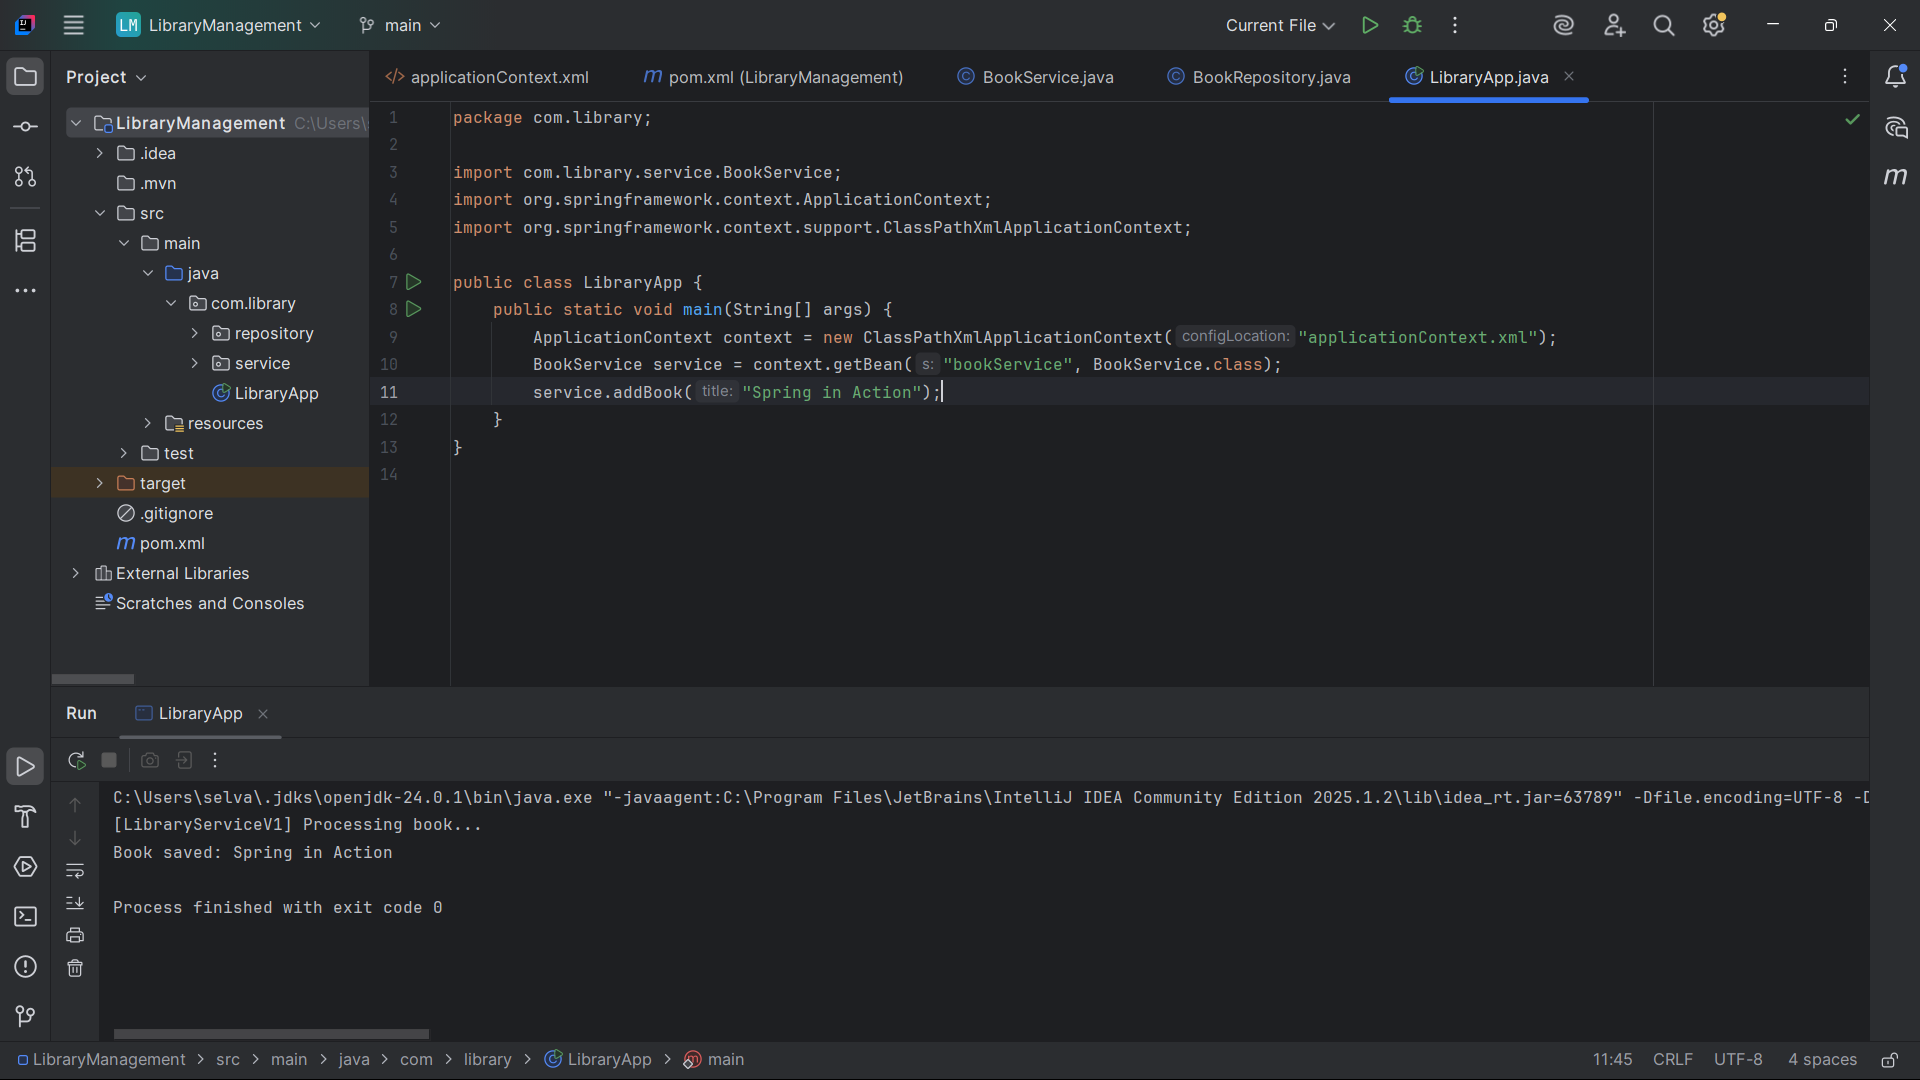 LM LibraryManagement main Current File
Project
applicationContext.xml pom.xml (LibraryManagement) BookService.java BookRepository.java LibraryApp.java
LibraryManagement C:\Users\
.idea
.mvn
src
main
java
com.library
repository
service
LibraryApp
resources
test
target
.gitignore
pom.xml
External Libraries
Scratches and Consoles
1 package com.library;
2
3 import com.library.service.BookService;
4 import org.springframework.context.ApplicationContext;
5 import org.springframework.context.support.ClassPathXmlApplicationContext;
6
7 public class LibraryApp {
8 public static void main(String[] args) {
9 ApplicationContext context = new ClassPathXmlApplicationContext( configLocation: "applicationContext.xml");
10 BookService service = context.getBean( s: "bookService", BookService.class);
11 service.addBook( title: "Spring in Action");
12 }
13 }
14
Run LibraryApp
C:\Users\selva\.jdks\openjdk-24.0.1\bin\java.exe "-javaagent:C:\Program Files\JetBrains\IntelliJ IDEA Community Edition 2025.1.2\lib\idea_rt.jar=63789" -Dfile.encoding=UTF-8 -D
[LibraryServiceV1] Processing book...
Book saved: Spring in Action
Process finished with exit code 0
LibraryManagement > src > main > java > com > library > LibraryApp > main 11:45 CRLF UTF-8 4 spaces